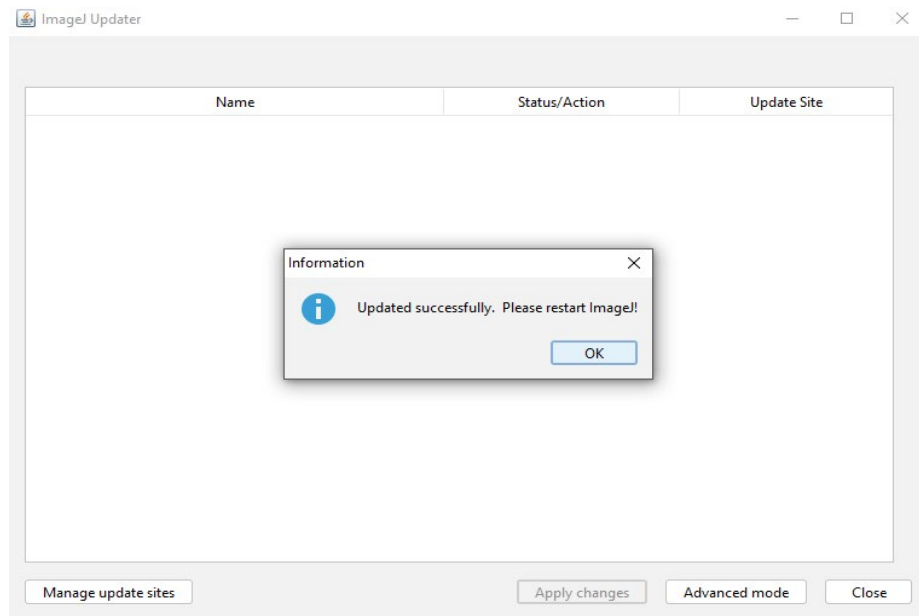 ImageJ Updater
Name Status/Action Update Site
Information
Updated successfully. Please restart ImageJ!
OK
Manage update sites Apply changes Advanced mode Close